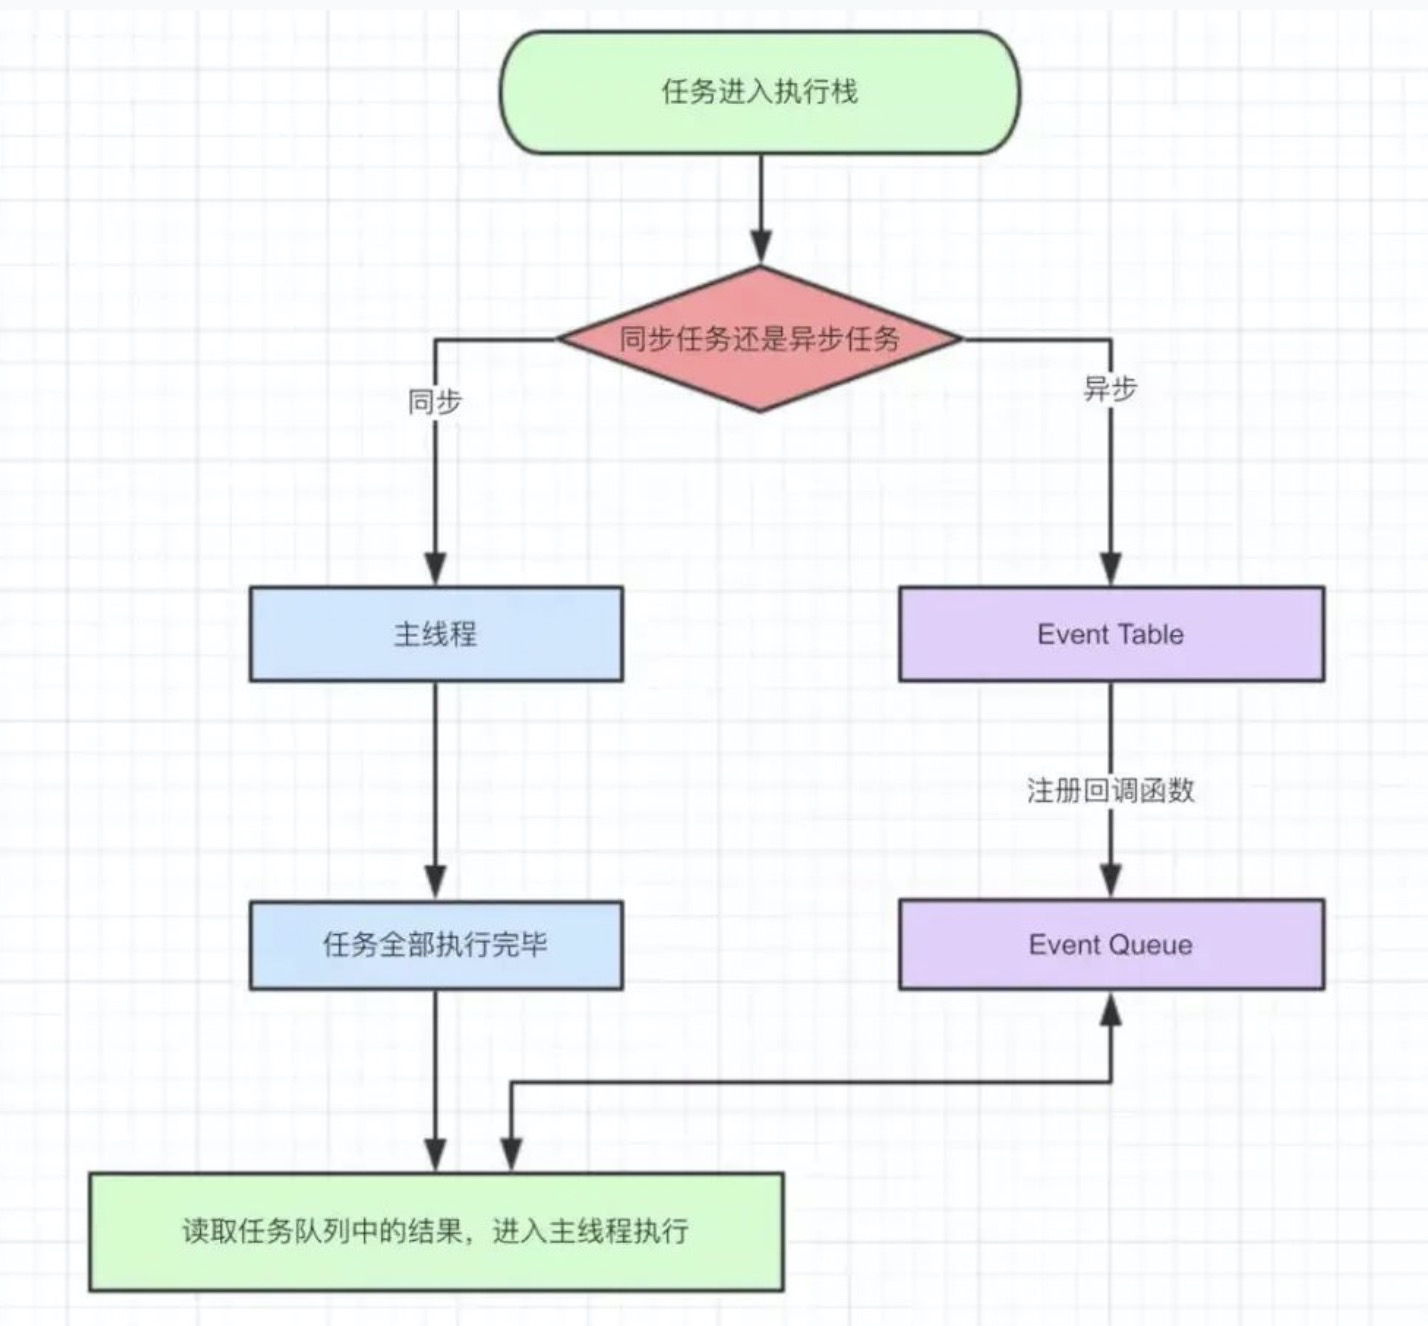 任务进入执行栈
同步任务还是异步任务
同步
异步
主线程
Event Table
注册回调函数
任务全部执行完毕
Event Queue
读取任务队列中的结果，进入主线程执行